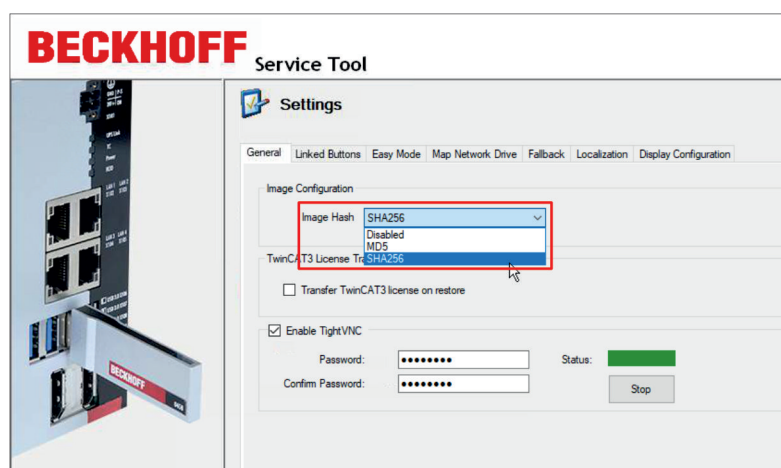 BECKHOFF
Service Tool
Settings
General Linked Buttons Easy Mode Map Network Drive Fallback Localization Display Configuration
Image Configuration
Image Hash SHA256
Disabled
MD5
SHA256
TwinCAT3 License
Transfer TwinCAT3 license on restore
Enable TightVNC
Password: ●●●●●●●● Status:
Confirm Password: ●●●●●●●● Stop
BECKHOFF